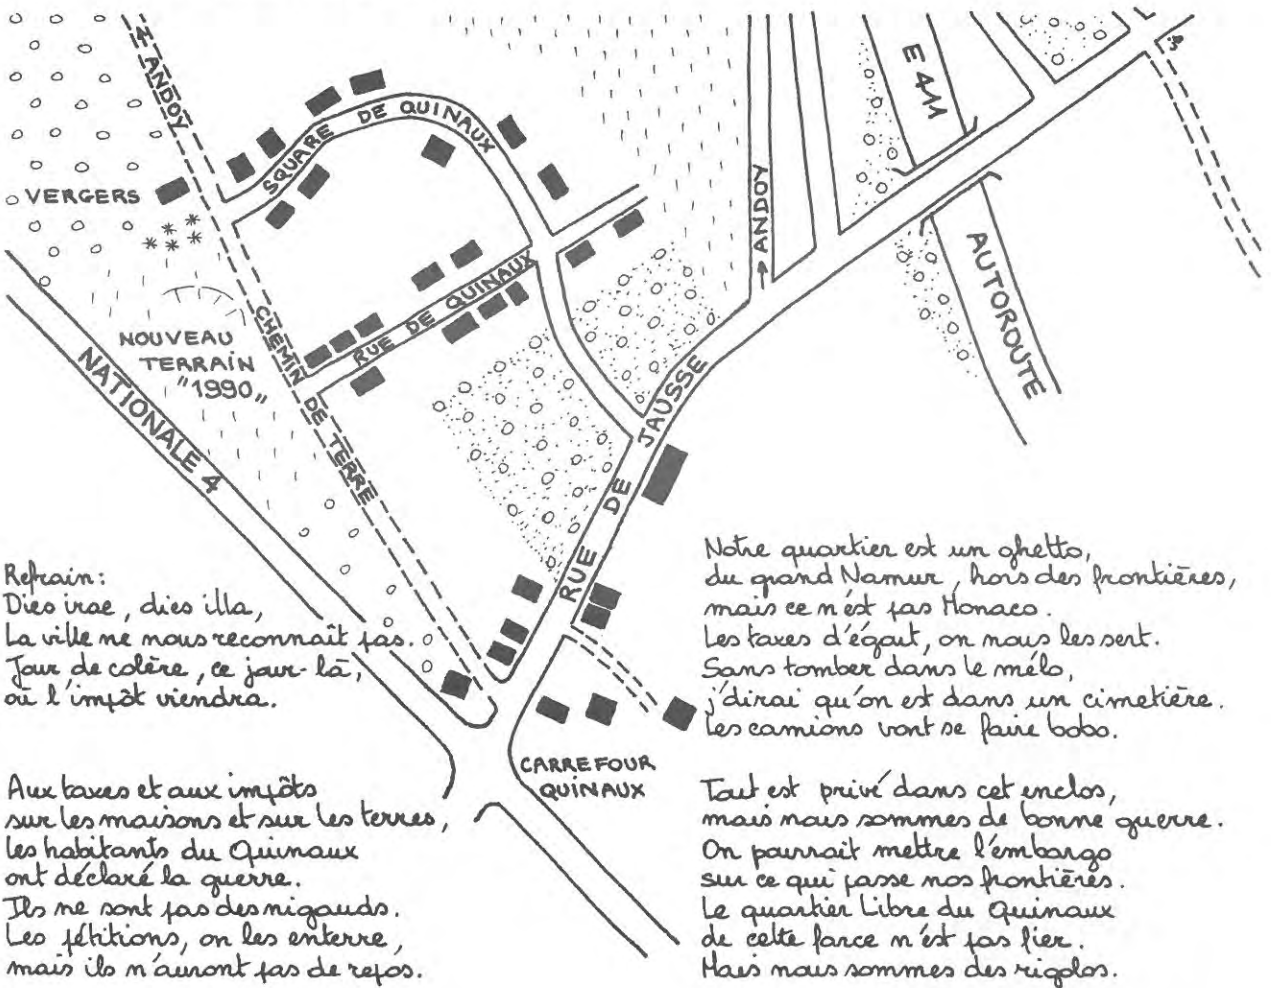 ANDOY
SQUARE DE QUINAUX
E 411
VERGERS
→ ANDOY
RUE DE QUINAUX
AUTOROUTE
NOUVEAU
TERRAIN
"1990"
CHEMIN DE TERRE
NATIONALE 4
RUE DE JAUSSE
Refrain:
Dies irae, dies illa,
La ville ne nous reconnaît pas.
Jour de colère, ce jour-là,
où l'impôt viendra.
Aux taxes et aux impôts
sur les maisons et sur les terres,
les habitants du Quinaux
ont déclaré la guerre.
Ils ne sont pas des nigauds.
Les pétitions, on les enterre,
mais ils n'auront pas de repos.
CARREFOUR
QUINAUX
Notre quartier est un ghetto,
du grand Namur, hors des frontières,
mais ce n'est pas Monaco.
Les taxes d'égout, on nous les sert.
Sans tomber dans le mélo,
j'dirai qu'on est dans un cimetière.
Les camions vont se faire bobo.
Tout est privé dans cet enclos,
mais nous sommes de bonne guerre.
On pourrait mettre l'embargo
sur ce qui passe nos frontières.
Le quartier Libre du Quinaux
de cette farce n'est pas fier.
Mais nous sommes des rigolos.